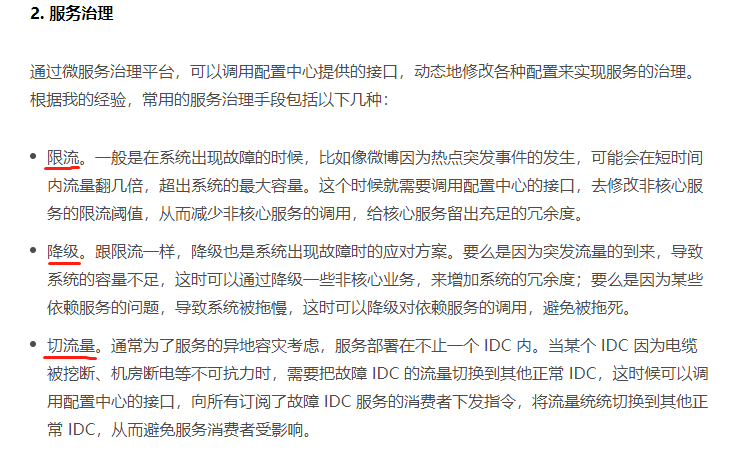 2. 服务治理
通过微服务治理平台，可以调用配置中心提供的接口，动态地修改各种配置来实现服务的治理。
根据我的经验，常用的服务治理手段包括以下几种：
限流。一般是在系统出现故障的时候，比如像微博因为热点突发事件的发生，可能会在短时间
内流量翻几倍，超出系统的最大容量。这个时候就需要调用配置中心的接口，去修改非核心服
务的限流阈值，从而减少非核心服务的调用，给核心服务留出充足的冗余度。
降级。跟限流一样，降级也是系统出现故障时的应对方案。要么是因为突发流量的到来，导致
系统的容量不足，这时可以通过降级一些非核心业务，来增加系统的冗余度；要么是因为某些
依赖服务的问题，导致系统被拖慢，这时可以降级对依赖服务的调用，避免被拖死。
切流量。通常为了服务的异地容灾考虑，服务部署在不止一个 IDC 内。当某个 IDC 因为电缆
被挖断、机房断电等不可抗力时，需要把故障 IDC 的流量切换到其他正常 IDC，这时候可以调
用配置中心的接口，向所有订阅了故障 IDC 服务的消费者下发指令，将流量统统切换到其他正
常 IDC，从而避免服务消费者受影响。